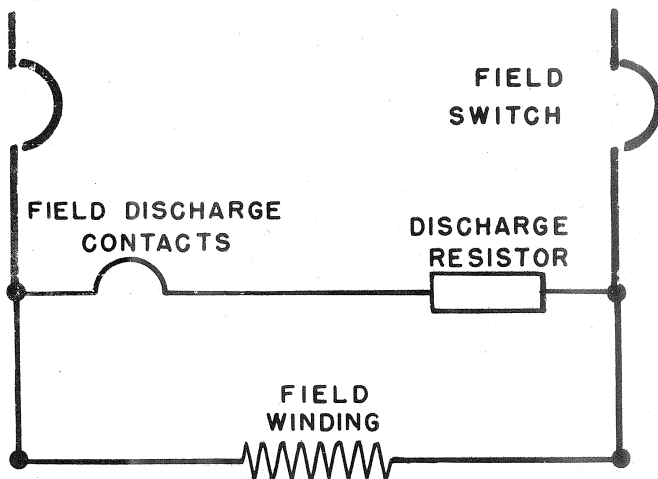 FIELD
SWITCH
FIELD DISCHARGE
CONTACTS
DISCHARGE
RESISTOR
FIELD
WINDING